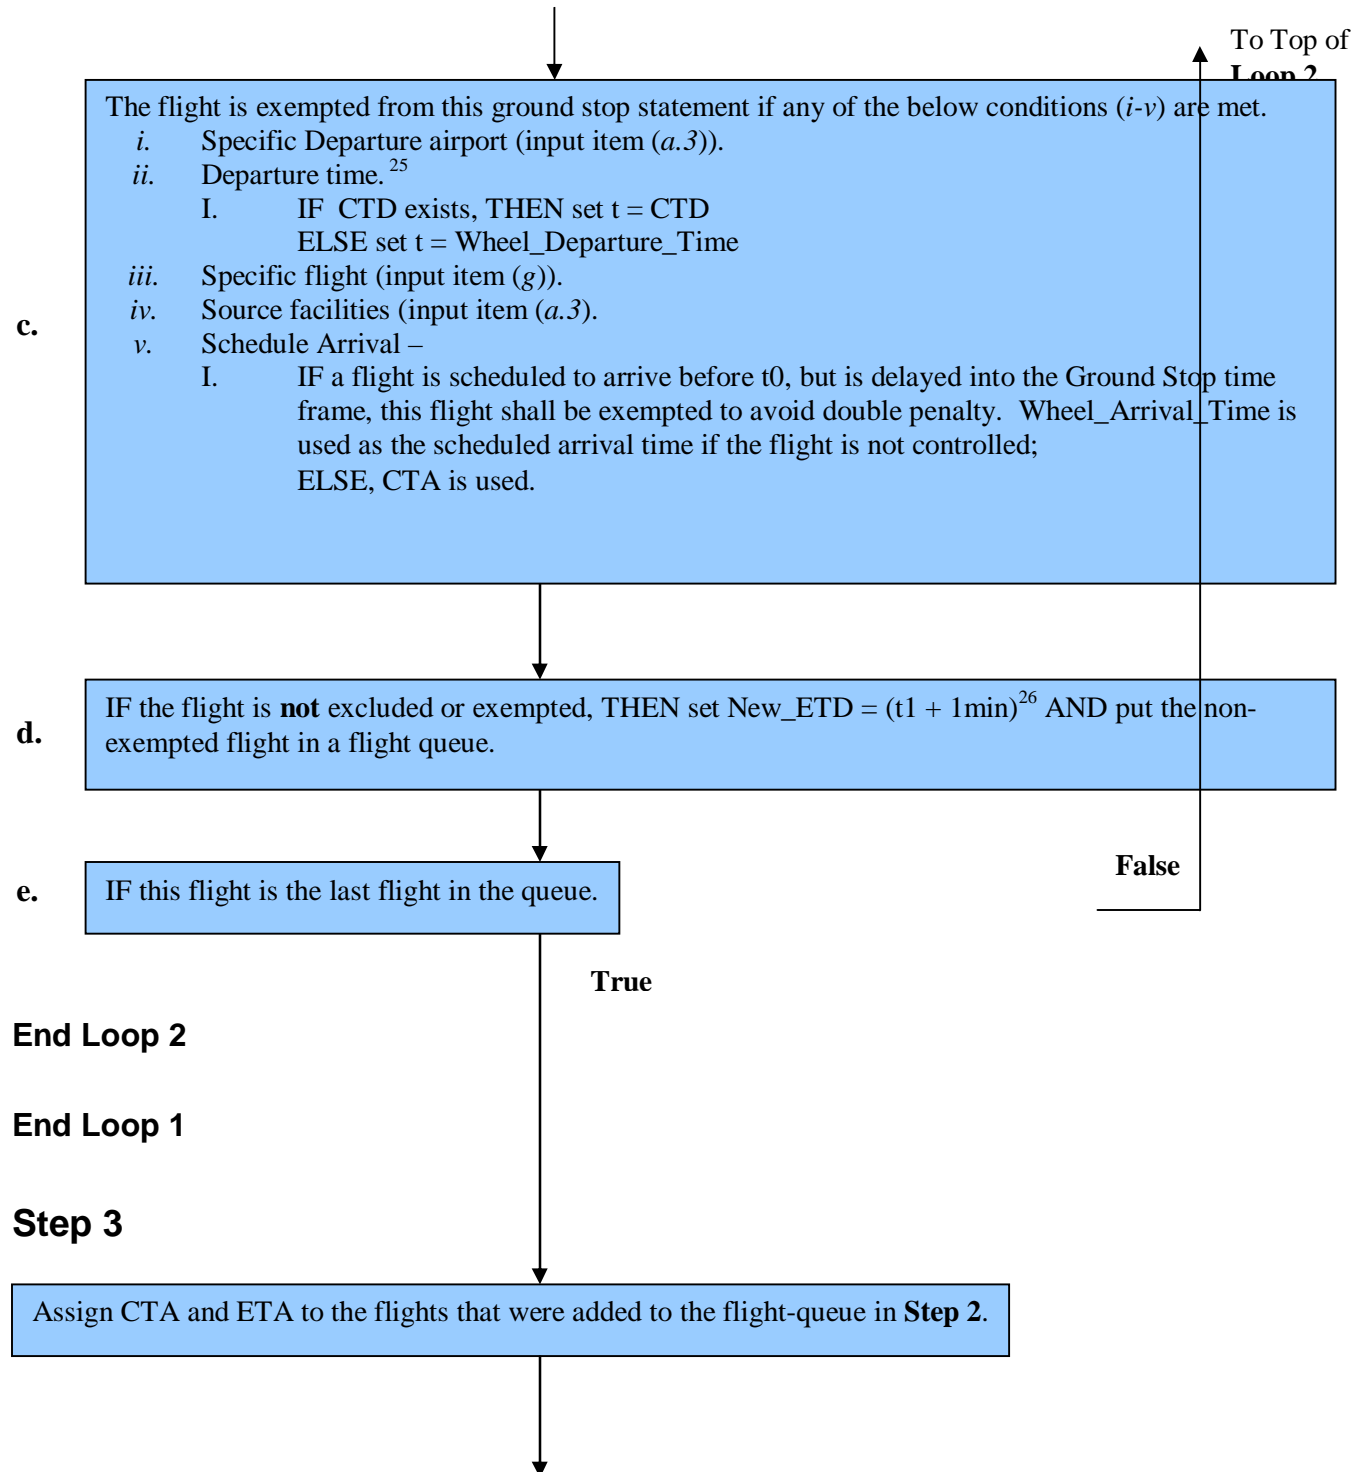 To Top of
Loop 2
The flight is exempted from this ground stop statement if any of the below conditions (i-v) are met.
i. Specific Departure airport (input item (a.3)).
ii. Departure time. 25
I. IF CTD exists, THEN set t = CTD
ELSE set t = Wheel_Departure_Time
iii. Specific flight (input item (g)).
iv. Source facilities (input item (a.3).
c.
v. Schedule Arrival –
I. IF a flight is scheduled to arrive before t0, but is delayed into the Ground Stop time
frame, this flight shall be exempted to avoid double penalty. Wheel_Arrival_Time is
used as the scheduled arrival time if the flight is not controlled;
ELSE, CTA is used.
d.
IF the flight is not excluded or exempted, THEN set New_ETD = (t1 + 1min)26 AND put the non-
exempted flight in a flight queue.
e.
IF this flight is the last flight in the queue.
False
True
End Loop 2
End Loop 1
Step 3
Assign CTA and ETA to the flights that were added to the flight-queue in Step 2.